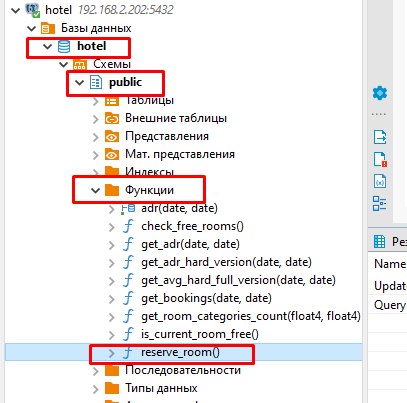 hotel 192.168.2.202:5432
Базы данных
hotel
Схемы
public
Таблицы
Внешние таблицы
Представления
Мат. представления
Индексы
Функции
adr(date, date)
check_free_rooms()
get_adr(date, date)
get_adr_hard_version(date, date)
get_avg_hard_full_version(date, date)
get_bookings(date, date)
get_room_categories_count(float4, float4)
is_current_room_free()
reserve_room()
Последовательности
Типы данных
Рез
Name
Updat
Query